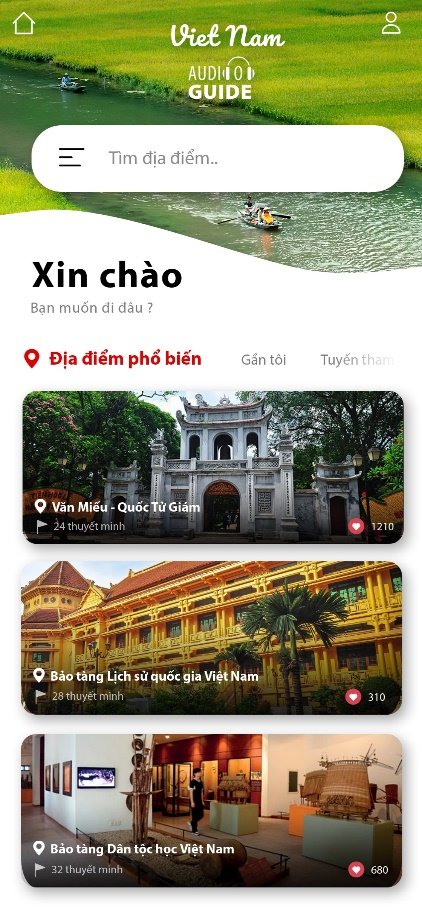 Việt Nam
AUDIO
GUIDE
Tìm địa điểm..
Xin chào
Bạn muốn đi đâu ?
Địa điểm phổ biến
Gần tôi
Tuyến tham
Văn Miếu - Quốc Tử Giám
24 thuyết minh
1210
Bảo tàng Lịch sử quốc gia Việt Nam
28 thuyết minh
310
Bảo tàng Dân tộc học Việt Nam
32 thuyết minh
680